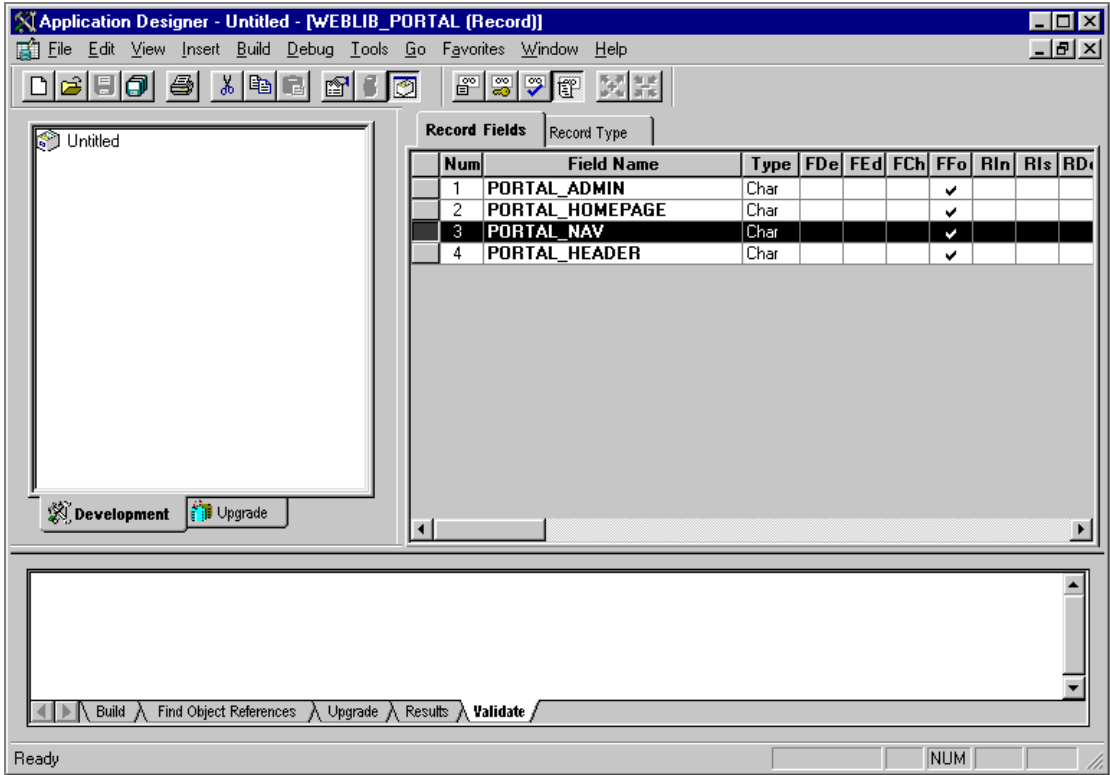 Application Designer - Untitled - [WEBLIB_PORTAL (Record)]
File Edit View Insert Build Debug Tools Go Favorites Window Help
Untitled
Record Fields Record Type
Num Field Name Type FDe FEd FCh FFo RIn RIs RDe
1 PORTAL_ADMIN Char
2 PORTAL_HOMEPAGE Char
3 PORTAL_NAV Char
4 PORTAL_HEADER Char
Development Upgrade
Build Find Object References Upgrade Results Validate
Ready NUM